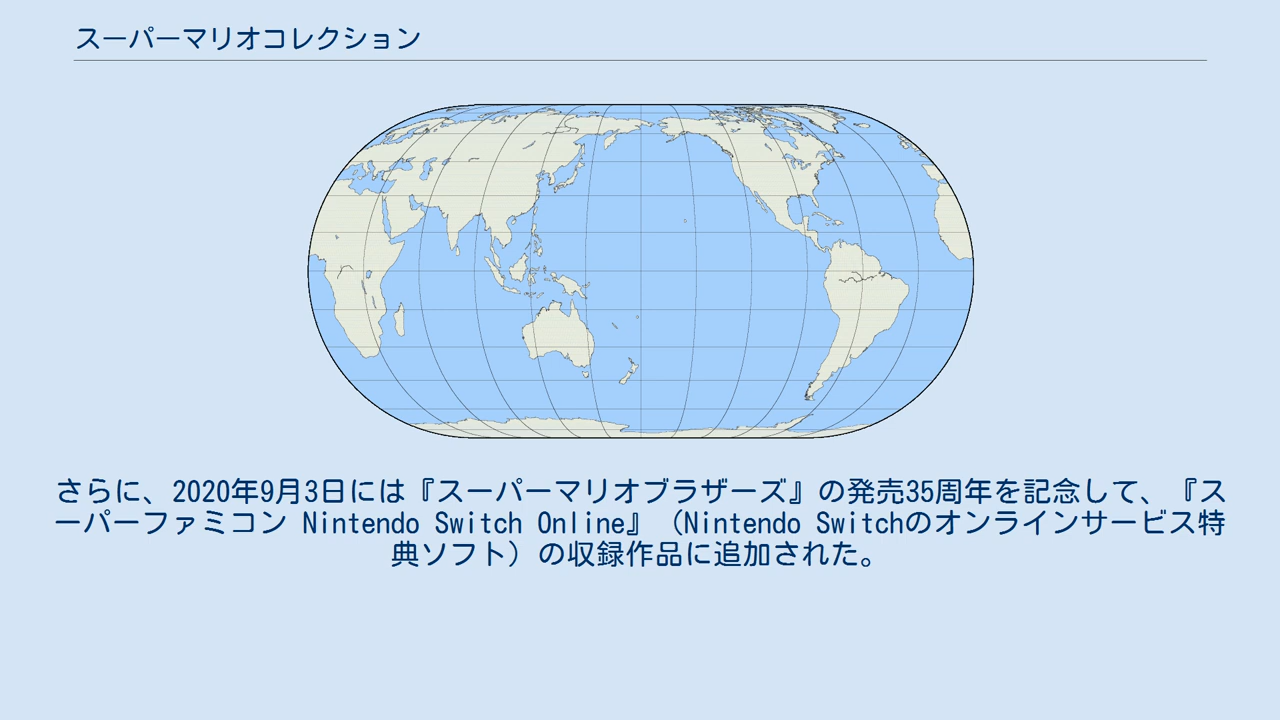 スーパーマリオコレクション
さらに、2020年9月3日には『スーパーマリオブラザーズ』の発売35周年を記念して、『ス
ーパーファミコン Nintendo Switch Online』（Nintendo Switchのオンラインサービス特
典ソフト）の収録作品に追加された。